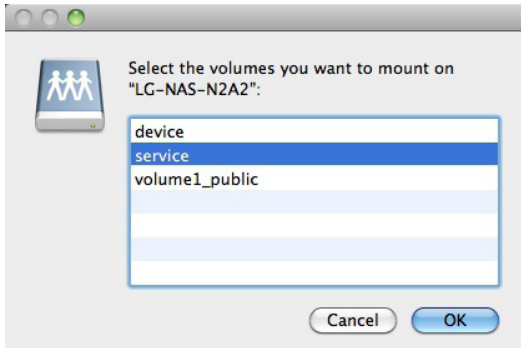 Select the volumes you want to mount on
“LG-NAS-N2A2”:
device
service
volume1_public
Cancel
OK